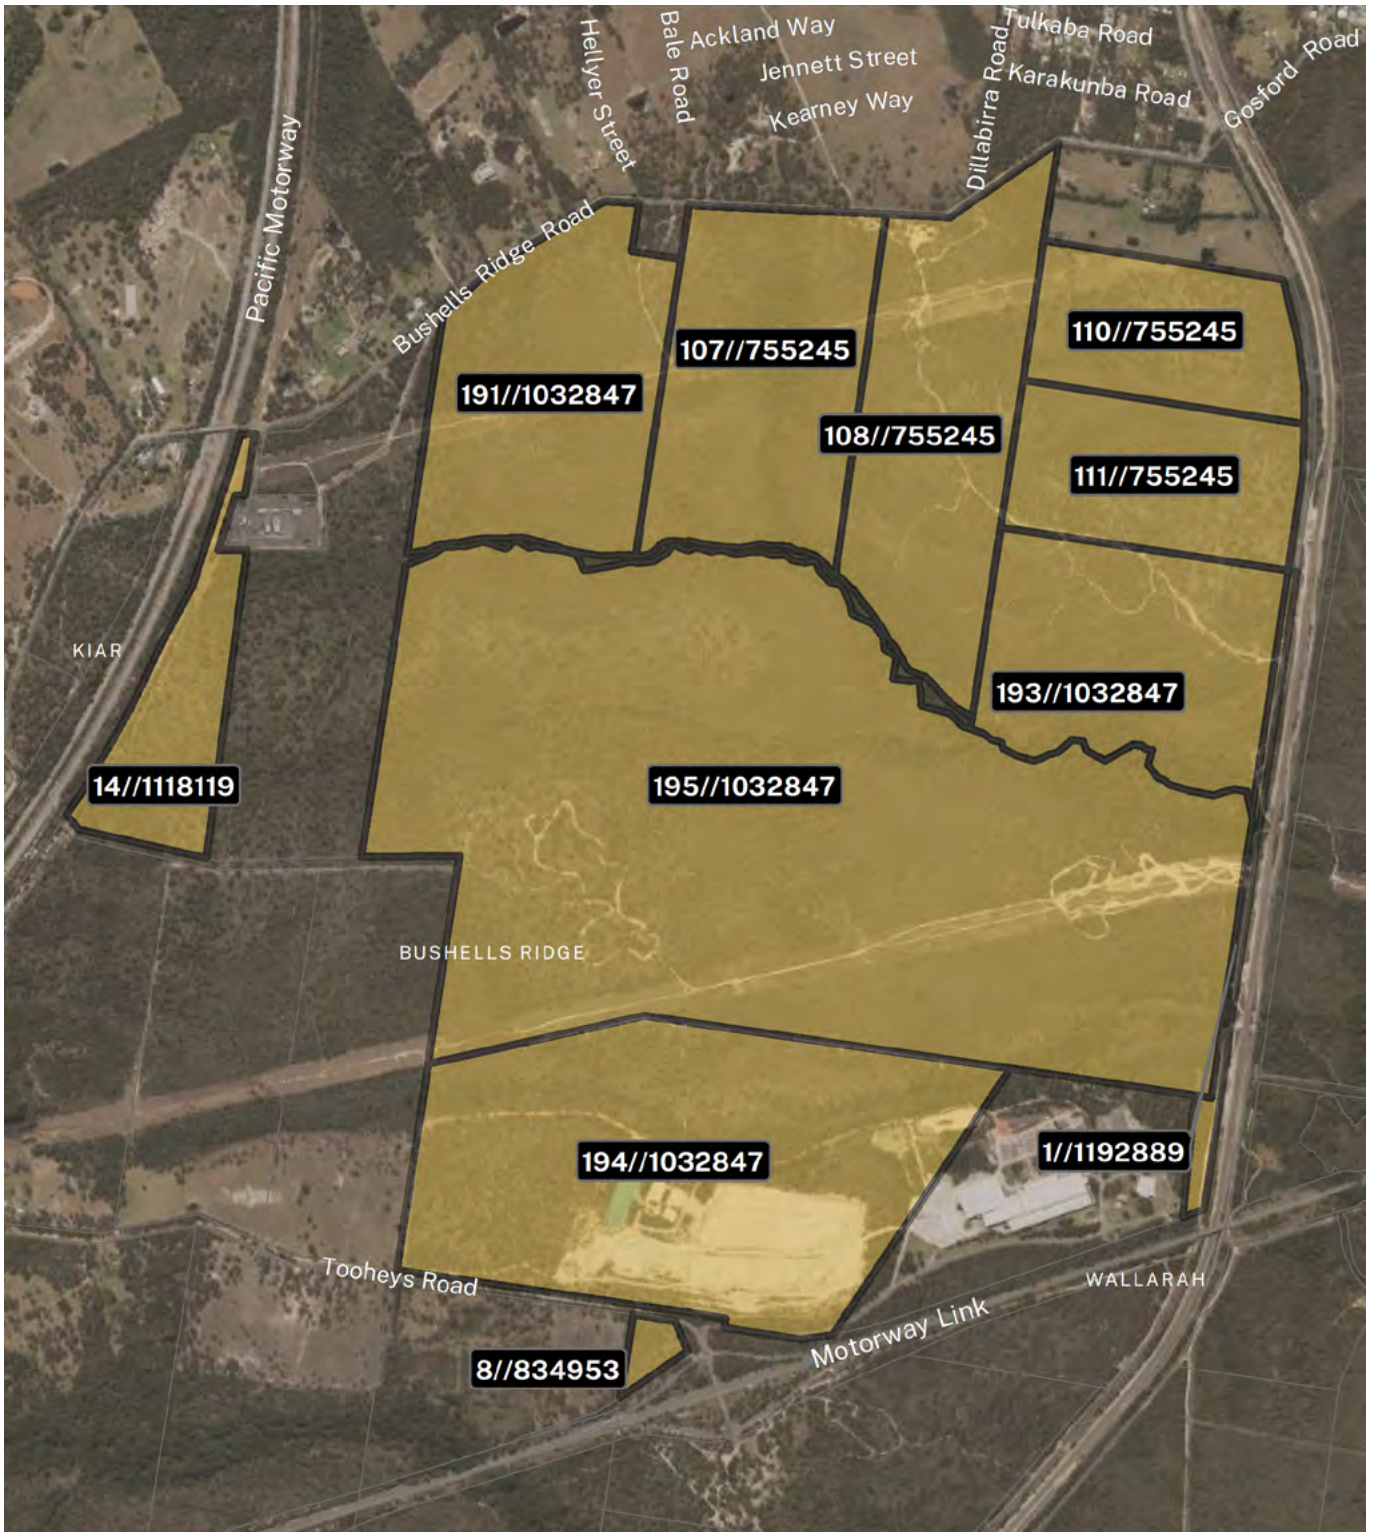 Tulkaba Road
Hellyer Street
Bale Road
Ackland Way
Jennett Street
Kearney Way
Dillabirra Road
Karakunba Road
Gosford Road
Pacific Motorway
Bushells Ridge Road
110//755245
107//755245
191//1032847
108//755245
111//755245
KIAR
193//1032847
14//1118119
195//1032847
BUSHELLS RIDGE
1//1192889
194//1032847
Tooheys Road
WALLARAH
Motorway Link
8//834953